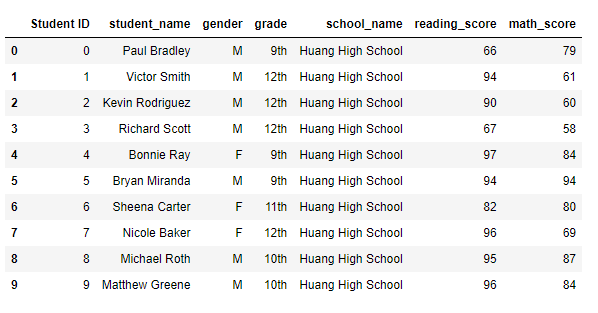 Student ID student_name gender grade school_name reading_score math_score
0 0 Paul Bradley M 9th Huang High School 66 79
1 1 Victor Smith M 12th Huang High School 94 61
2 2 Kevin Rodriguez M 12th Huang High School 90 60
3 3 Richard Scott M 12th Huang High School 67 58
4 4 Bonnie Ray F 9th Huang High School 97 84
5 5 Bryan Miranda M 9th Huang High School 94 94
6 6 Sheena Carter F 11th Huang High School 82 80
7 7 Nicole Baker F 12th Huang High School 96 69
8 8 Michael Roth M 10th Huang High School 95 87
9 9 Matthew Greene M 10th Huang High School 96 84